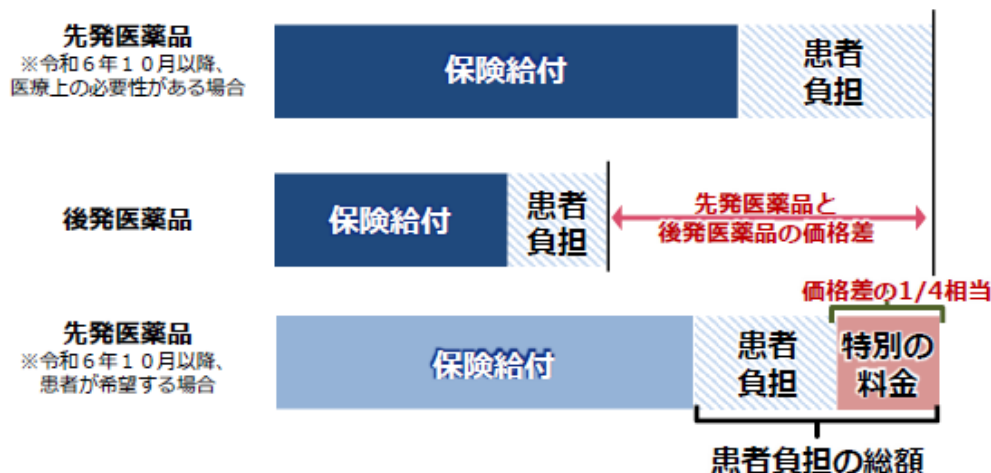 先発医薬品
※令和６年１０月以降、
医療上の必要性がある場合
保険給付
患者
負担
後発医薬品
保険給付
患者
負担
先発医薬品と
後発医薬品の価格差
価格差の1/4相当
先発医薬品
※令和６年１０月以降、
患者が希望する場合
保険給付
患者
負担
特別の
料金
患者負担の総額